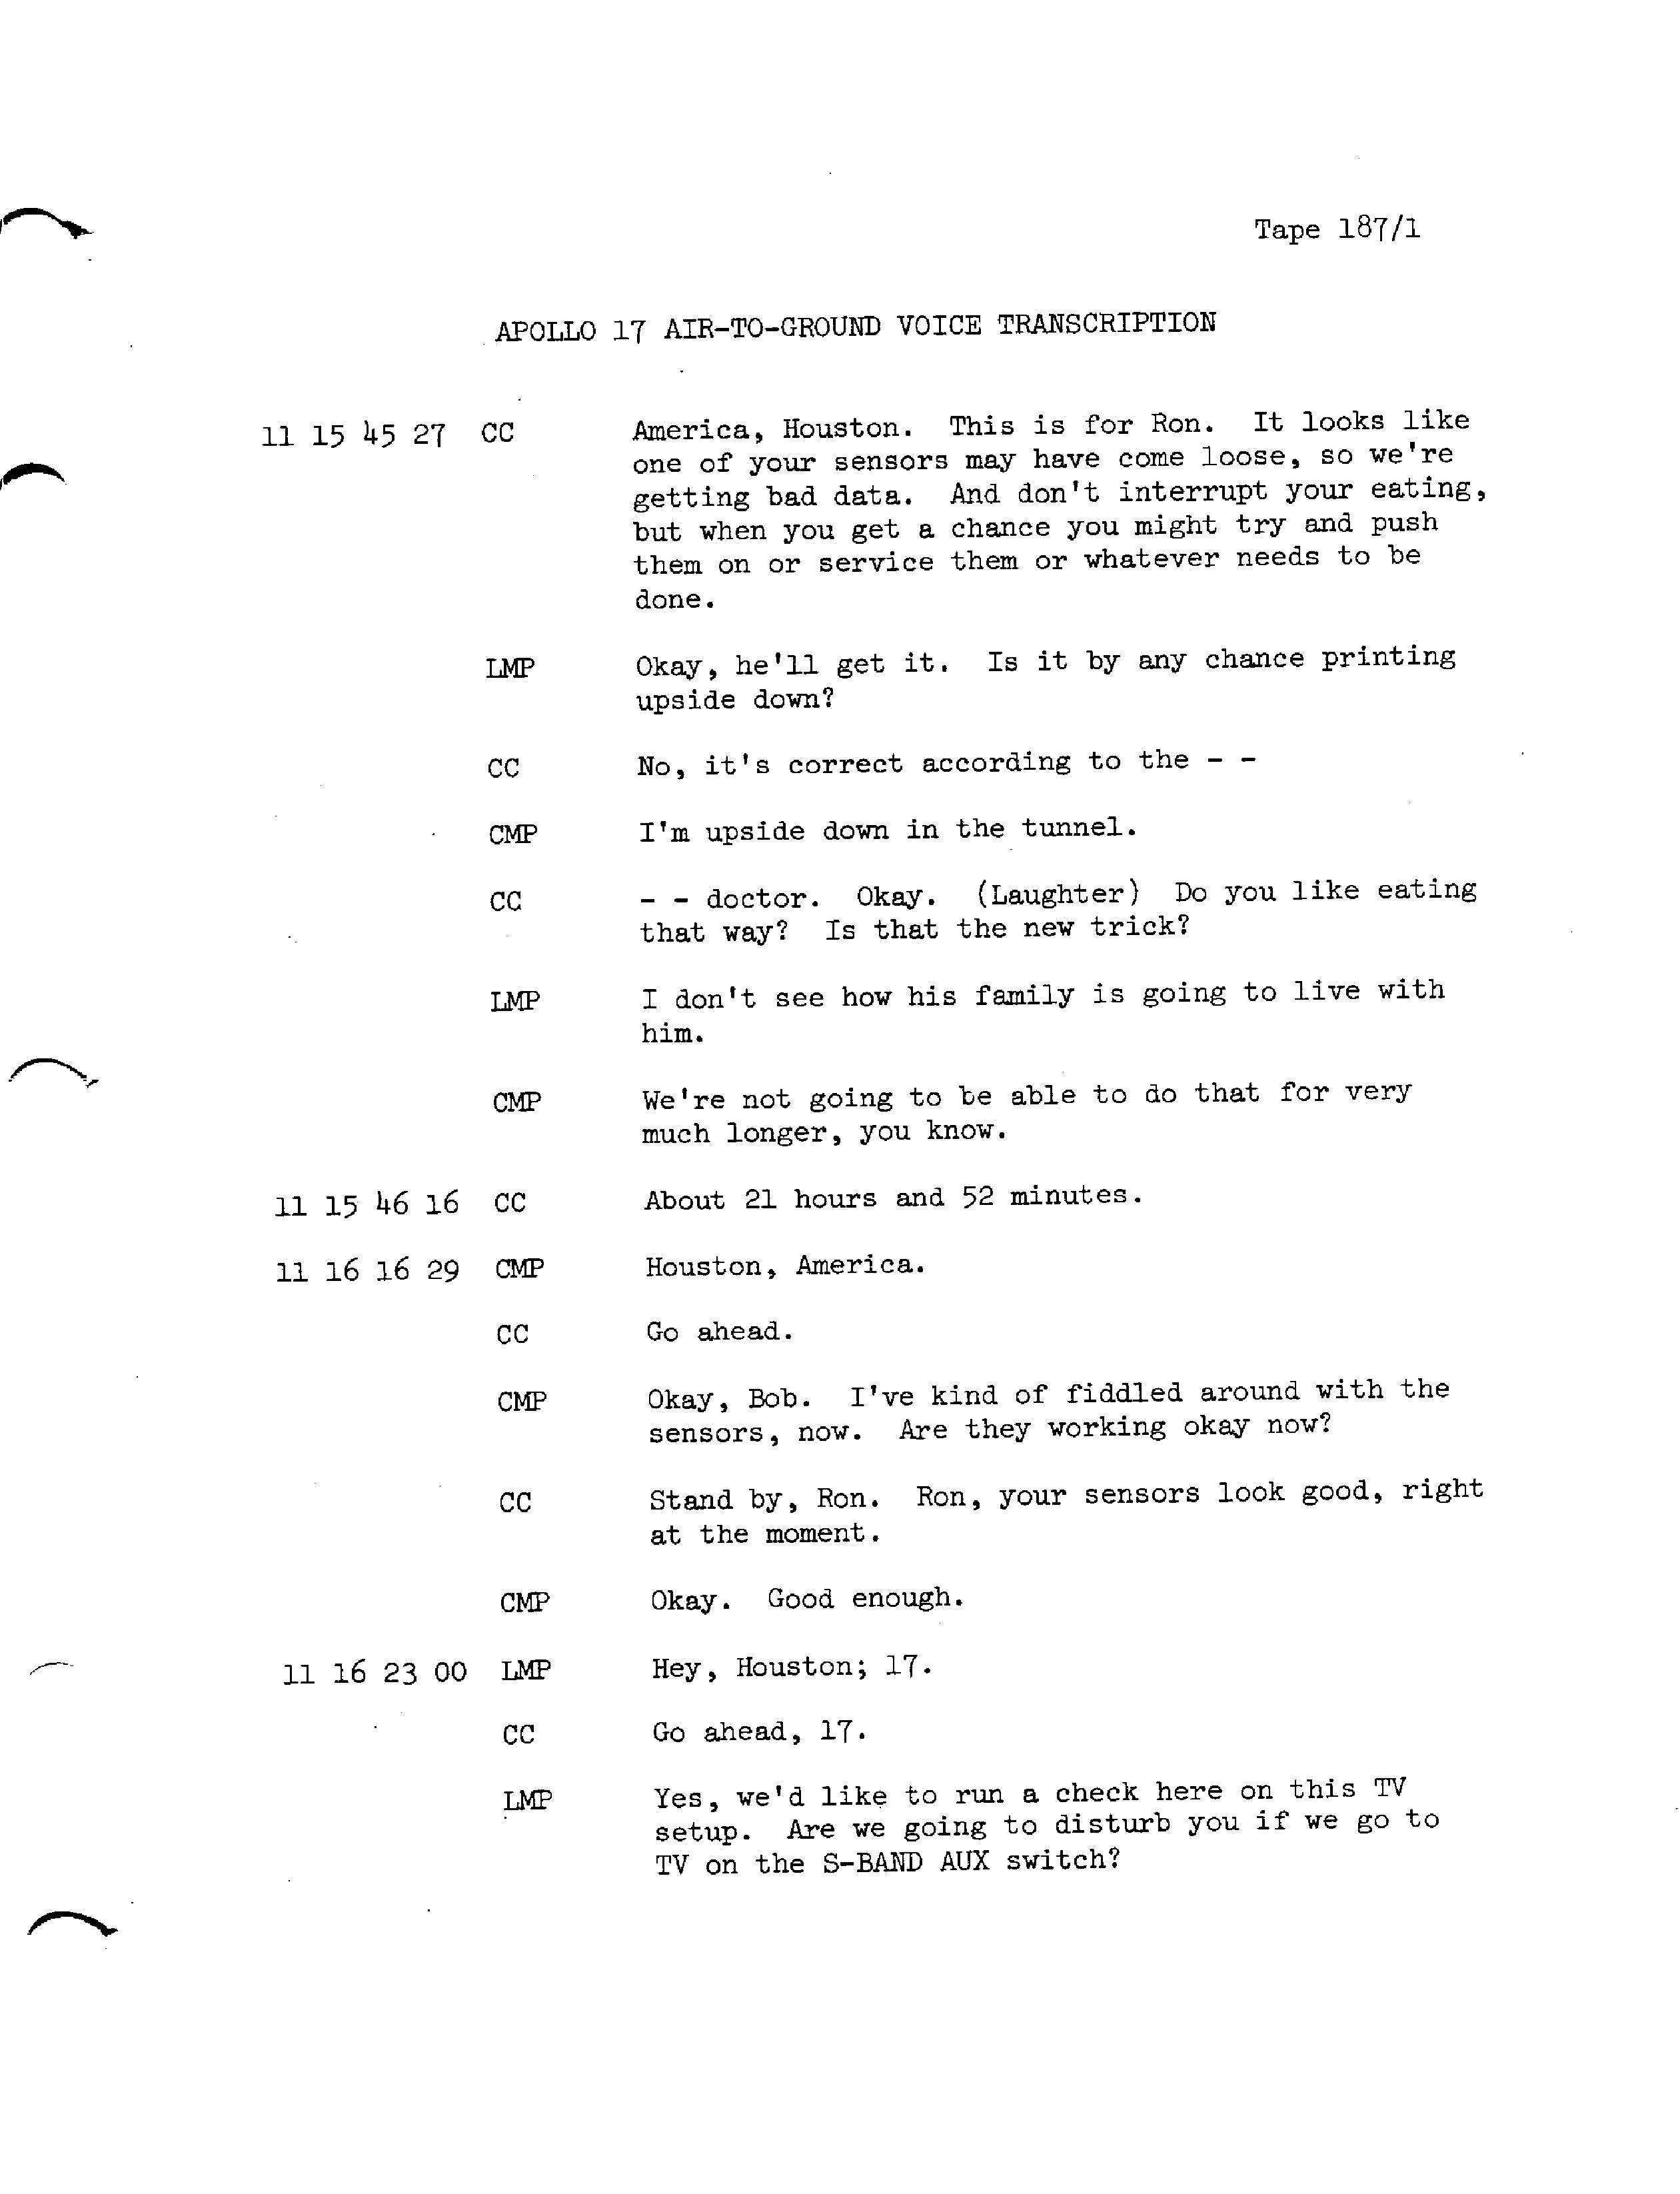 Tape 187/1
APOLLO 17 AIR-TO-GROUND VOICE TRANSCRIPTION
11 15 45 27 CC America, Houston. This is for Ron. It looks like
one of your sensors may have come loose, so we're
getting bad data. And don't interrupt your eating,
but when you get a chance you might try and push
them on or service them or whatever needs to be
done.
LMP Okay, he'll get it. Is it by any chance printing
upside down?
CC No, it's correct according to the - -
CMP I'm upside down in the tunnel.
CC - - doctor. Okay. (Laughter) Do you like eating
that way? Is that the new trick?
LMP I don't see how his family is going to live with
him.
CMP We're not going to be able to do that for very
much longer, you know.
11 15 46 16 CC About 21 hours and 52 minutes.
11 16 16 29 CMP Houston, America.
CC Go ahead.
CMP Okay, Bob. I've kind of fiddled around with the
sensors, now. Are they working okay now?
CC Stand by, Ron. Ron, your sensors look good, right
at the moment.
CMP Okay. Good enough.
11 16 23 00 LMP Hey, Houston; 17.
CC Go ahead, 17.
LMP Yes, we'd like to run a check here on this TV
setup. Are we going to disturb you if we go to
TV on the S-BAND AUX switch?